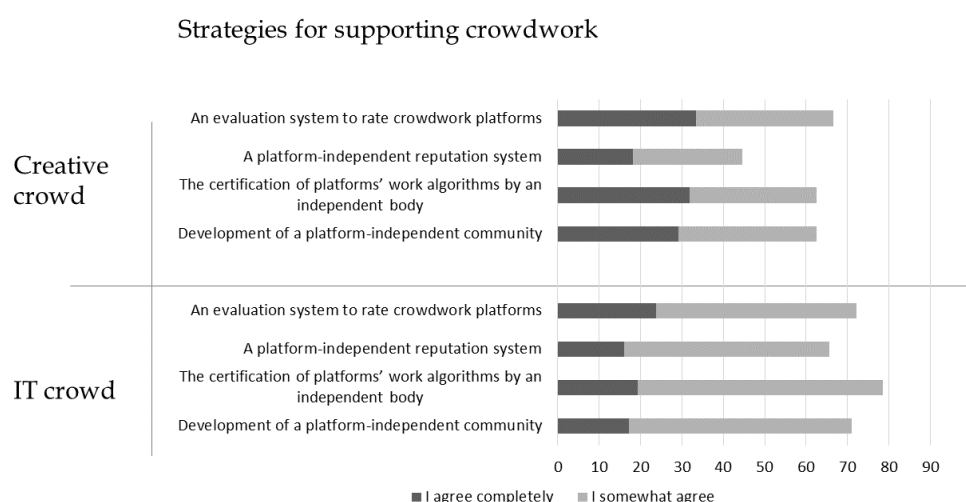 Strategies for supporting crowdwork
Creative
crowd
An evaluation system to rate crowdwork platforms
A platform-independent reputation system
The certification of platforms’ work algorithms by an
independent body
Development of a platform-independent community
IT crowd
An evaluation system to rate crowdwork platforms
A platform-independent reputation system
The certification of platforms’ work algorithms by an
independent body
Development of a platform-independent community
0 10 20 30 40 50 60 70 80 90
I agree completely I somewhat agree